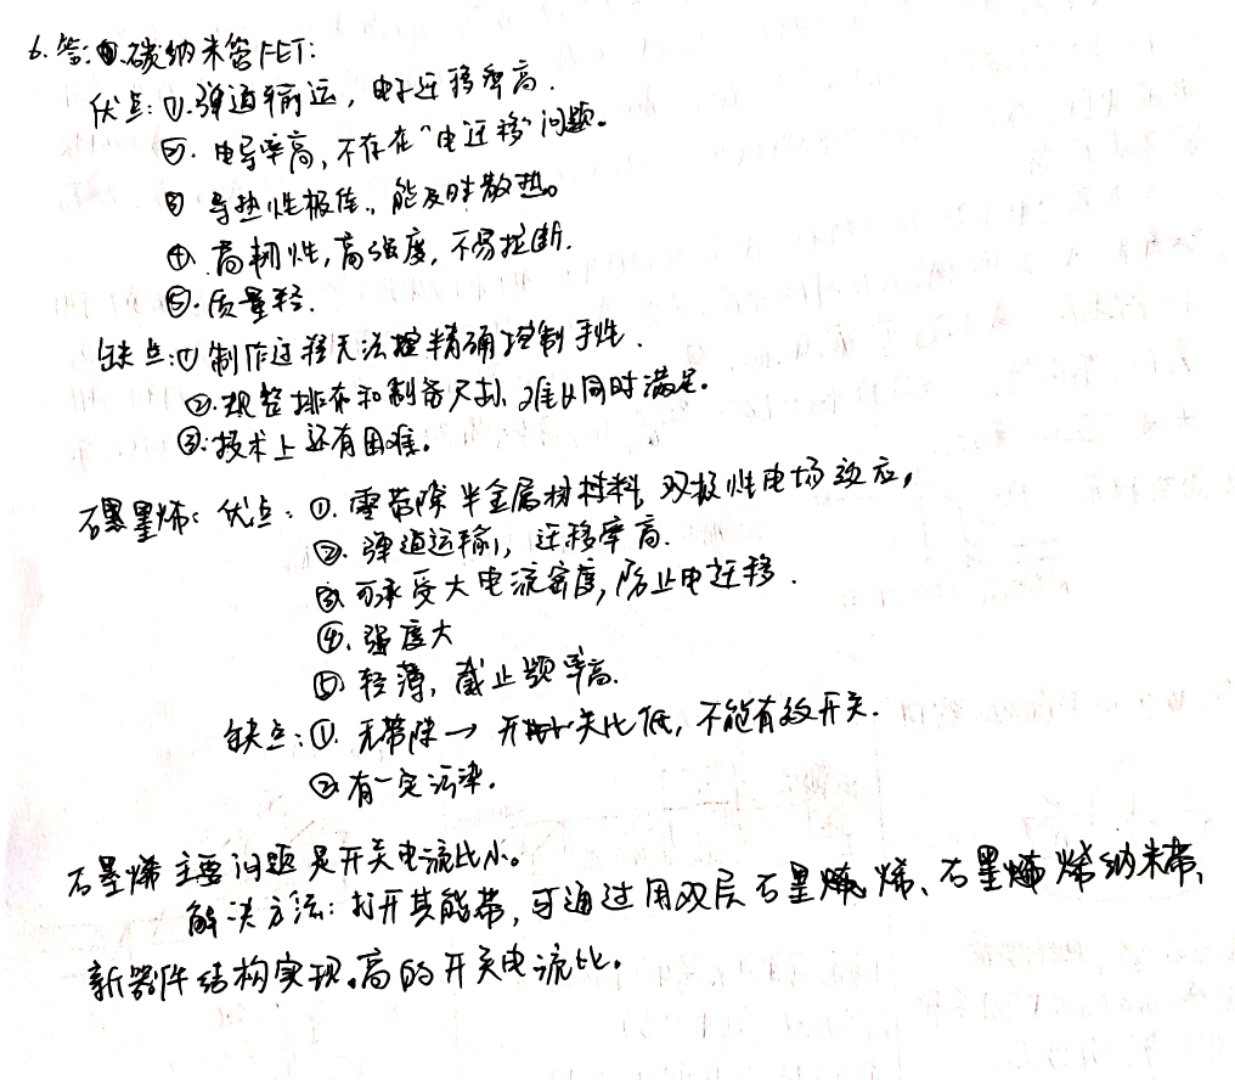 6. 答: 碳纳米管FET:
优点: ①.弹道输运, 电子迁移率高.
②. 电导率高, 不存在"电迁移"问题。
③ 导热性极佳, 能及时散热。
④. 高韧性, 高强度, 不易拉断.
⑤. 质量轻.
缺点: ① 制作过程无法精确控制手性.
②. 规整排布和制备尺寸, 难以同时满足.
③. 技术上还有困难。
石墨烯: 优点: ①. 零带隙半金属材料, 双极性电场效应,
②. 弹道运输, 迁移率高.
③ 可承受大电流密度, 防止电迁移.
④. 强度大
⑤ 轻薄, 截止频率高.
缺点: ①. 无带隙 → 开关比低, 不能有效开关.
② 有一定污染.
石墨烯主要问题是开关电流比小。
解决方法: 打开其能带, 可通过用双层石墨烯、石墨烯纳米带、
新器件结构实现高的开关电流比。